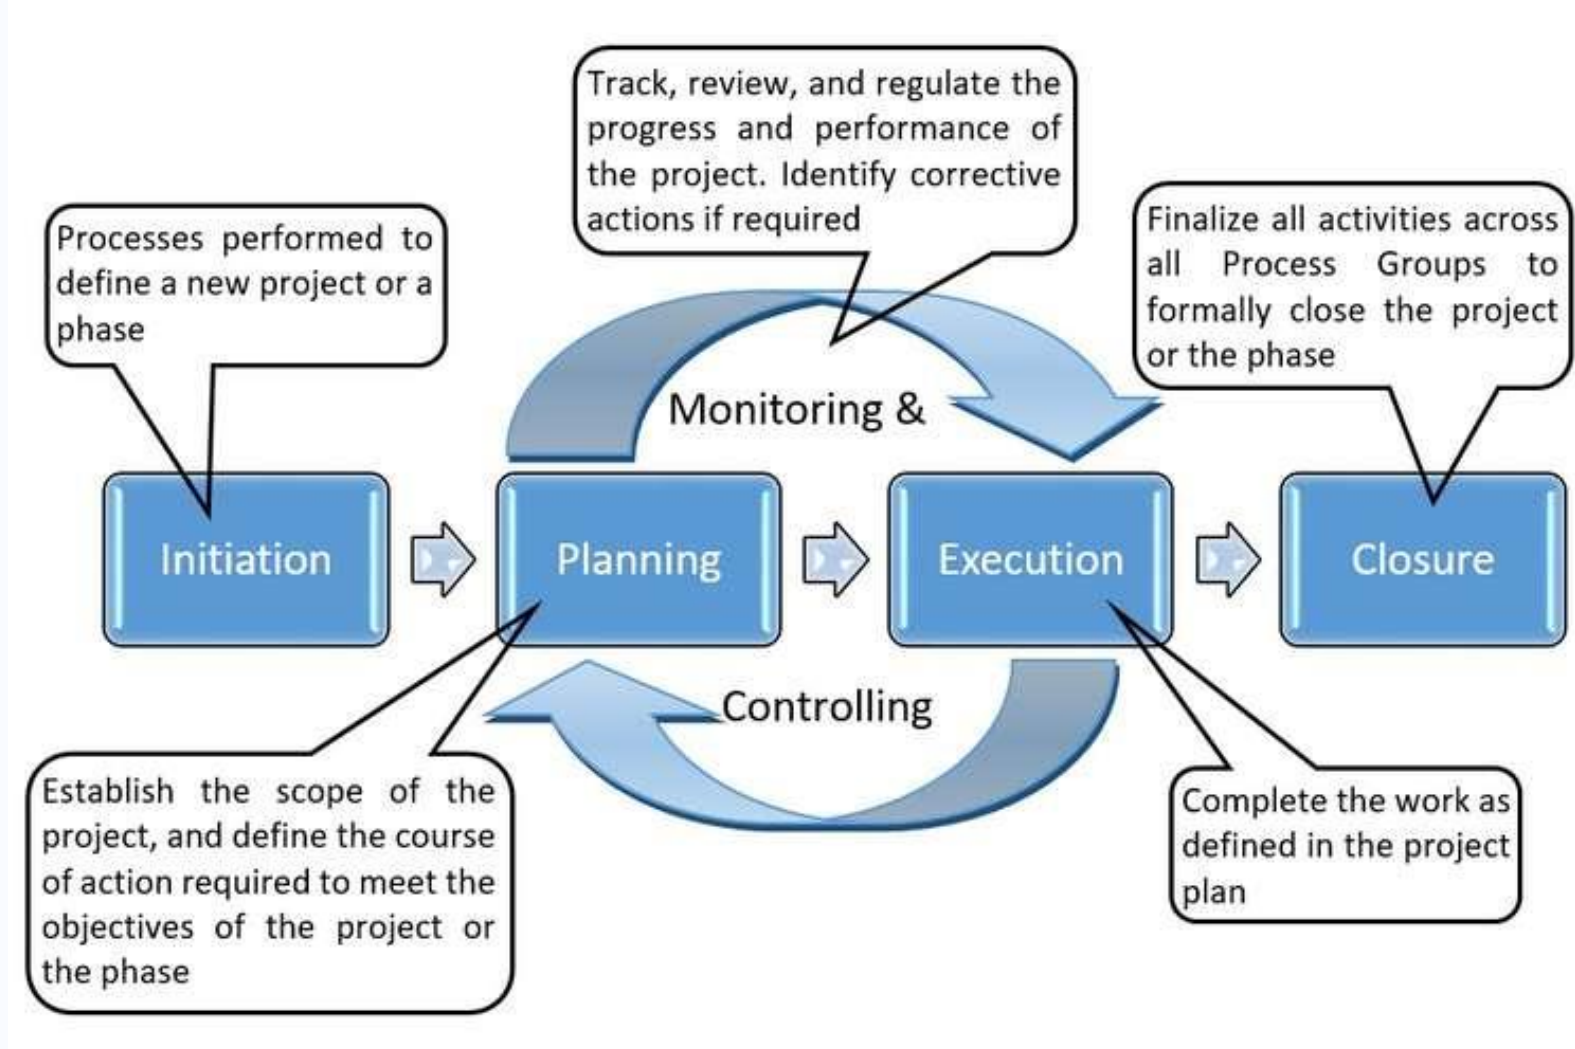 Track, review, and regulate the
progress and performance of
the project. Identify corrective
actions if required
Processes performed to
define a new project or a
phase
Finalize all activities across
all Process Groups to
formally close the project
or the phase
Monitoring &
Initiation
Planning
Execution
Closure
Controlling
Establish the scope of the
project, and define the course
of action required to meet the
objectives of the project or
the phase
Complete the work as
defined in the project
plan